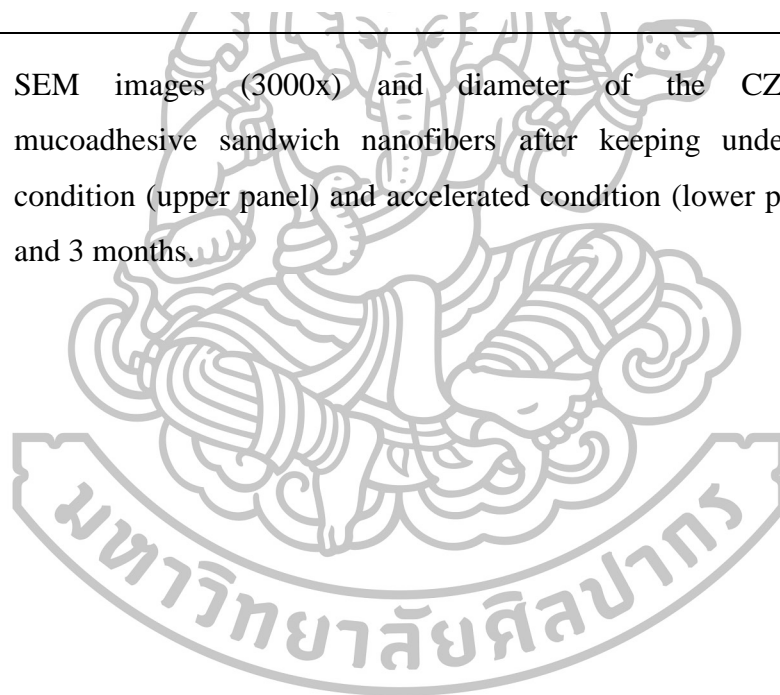 SEM images (3000x) and diameter of the CZ
mucoadhesive sandwich nanofibers after keeping unde
condition (upper panel) and accelerated condition (lower p
and 3 months.
มหาวิทยาลัยศิลปากร